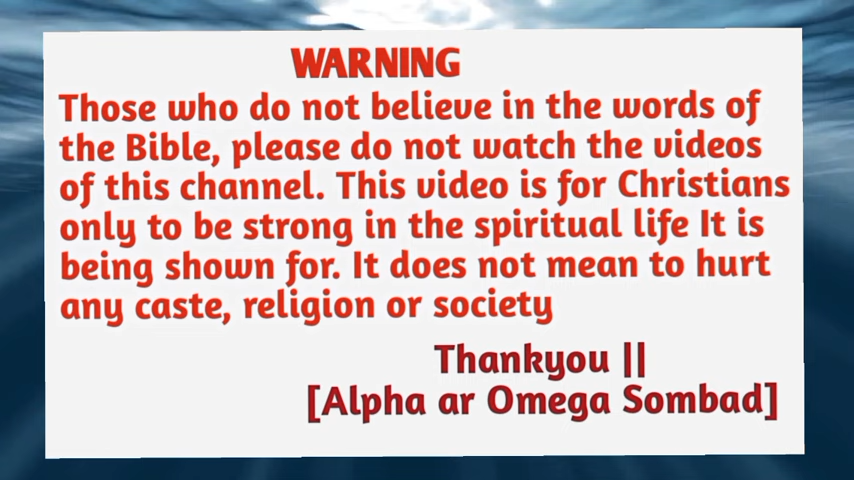 WARNING
Those who do not believe in the words of
the Bible, please do not watch the videos
of this channel. This video is for Christians
only to be strong in the spiritual life It is
being shown for. It does not mean to hurt
any caste, religion or society
Thankyou ||
[Alpha ar Omega Sombad]